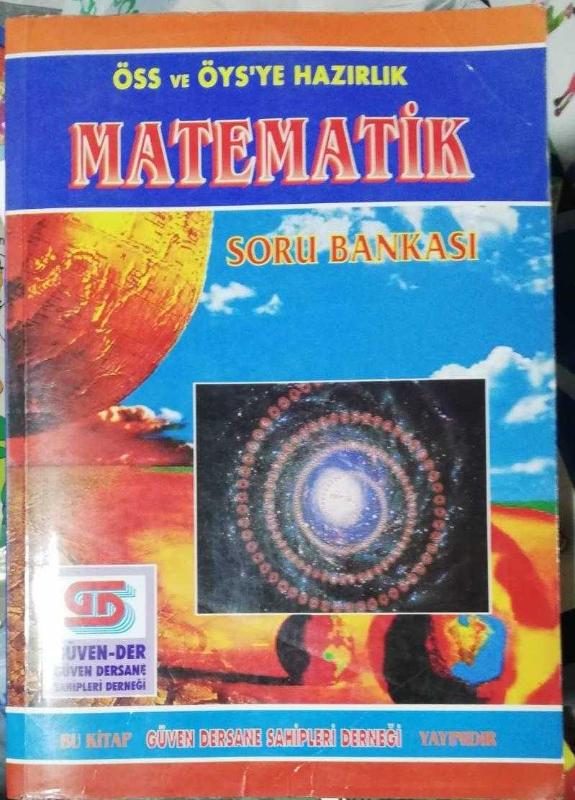 ÖSS VE ÖYS'YE HAZIRLIK
MATEMATİK
SORU BANKASI
GÜVEN-DER
GÜVEN DERSANE
SAHİPLERİ DERNEĞİ
BU KİTAP GÜVEN DERSANE SAHİPLERİ DERNEĞİ YAYINIDIR